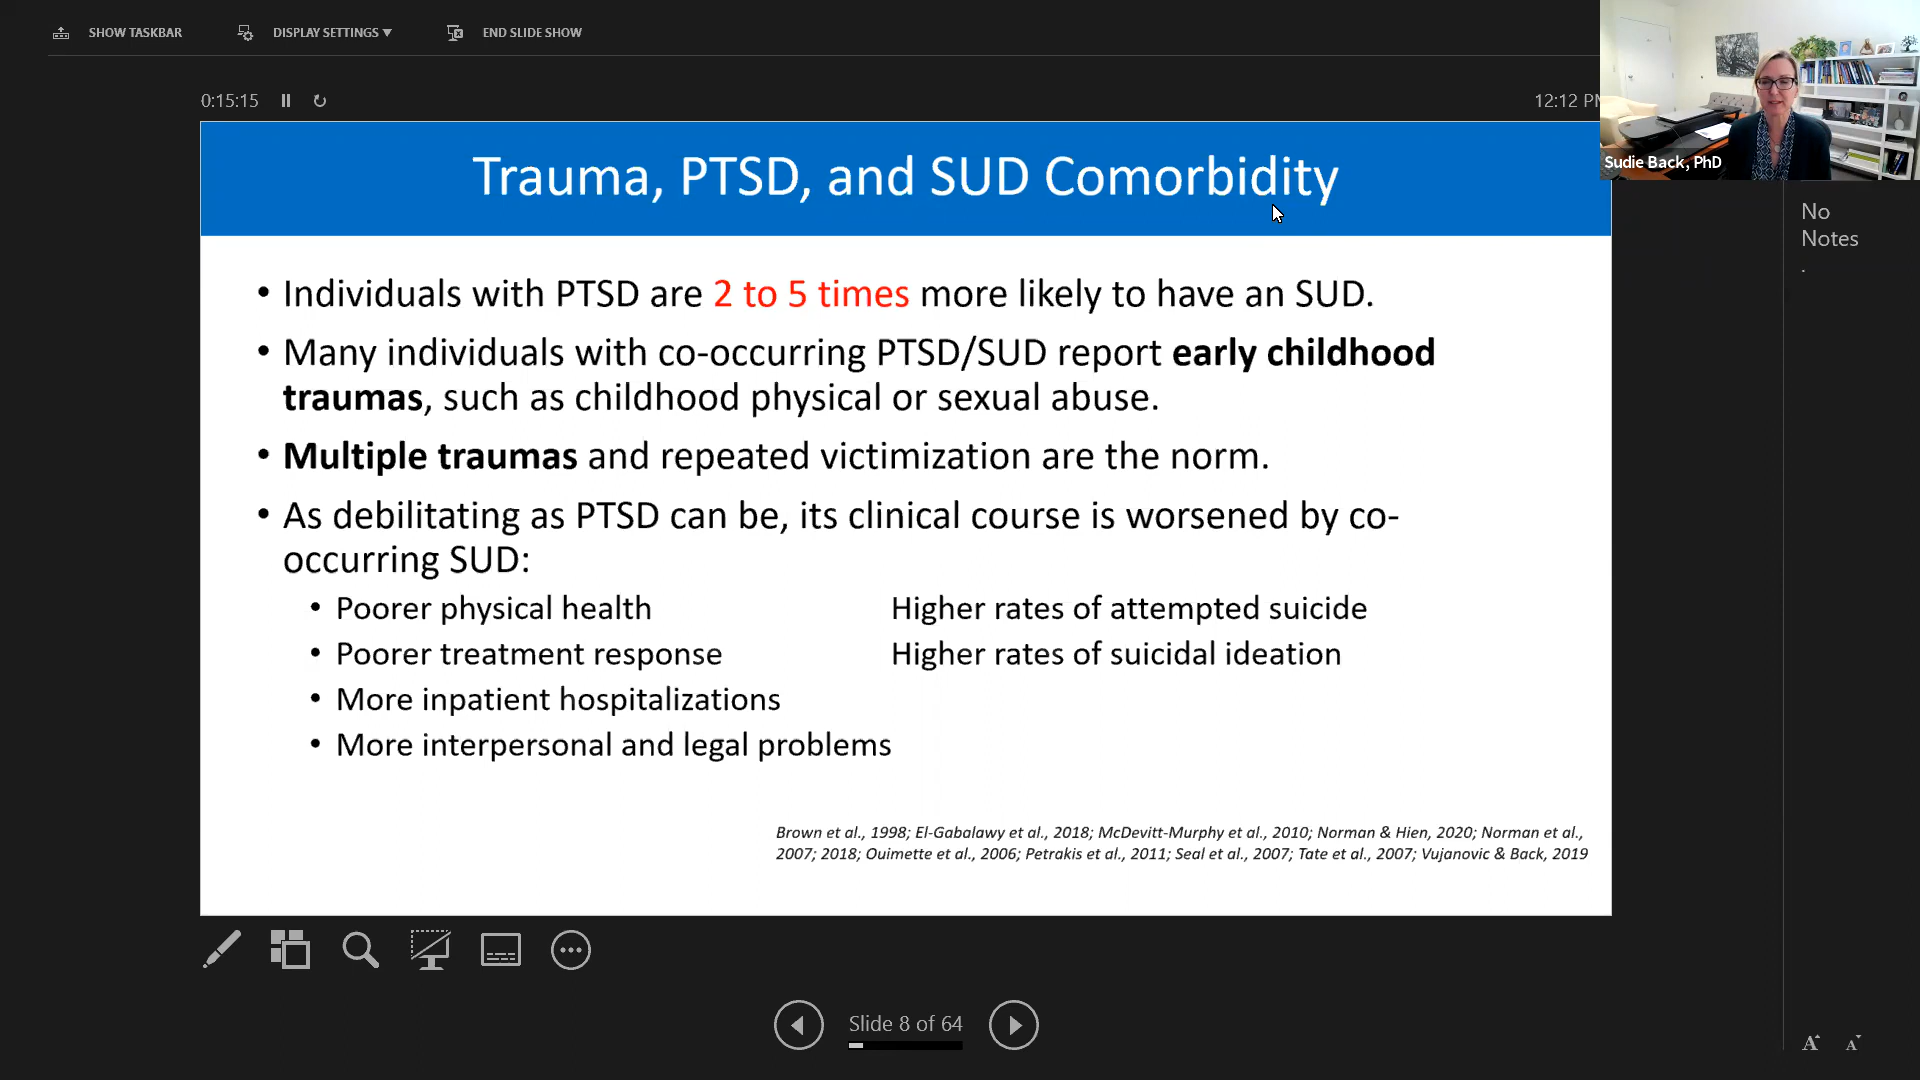 SHOW TASKBAR
DISPLAY SETTINGS ▼
END SLIDE SHOW
0:15:15
12:12 PM
Sudie Back, PhD
No
Notes
.
Trauma, PTSD, and SUD Comorbidity
• Individuals with PTSD are 2 to 5 times more likely to have an SUD.
• Many individuals with co-occurring PTSD/SUD report early childhood
traumas, such as childhood physical or sexual abuse.
• Multiple traumas and repeated victimization are the norm.
• As debilitating as PTSD can be, its clinical course is worsened by co-
occurring SUD:
• Poorer physical health
Higher rates of attempted suicide
• Poorer treatment response
Higher rates of suicidal ideation
• More inpatient hospitalizations
• More interpersonal and legal problems
Brown et al., 1998; El-Gabalawy et al., 2018; McDevitt-Murphy et al., 2010; Norman & Hien, 2020; Norman et al.,
2007; 2018; Ouimette et al., 2006; Petrakis et al., 2011; Seal et al., 2007; Tate et al., 2007; Vujanovic & Back, 2019
Slide 8 of 64
A A